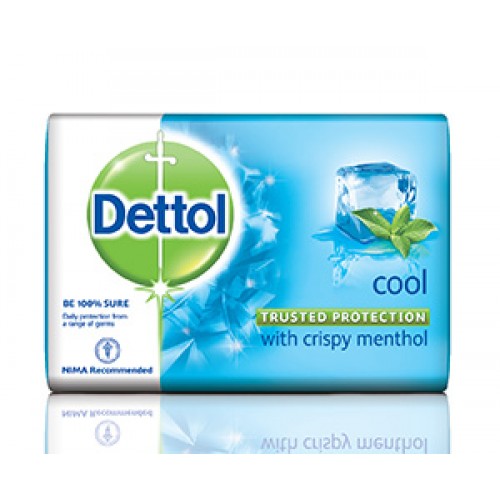 Dettol
BE 100% SURE
Daily protection from
a range of germs
NIMA Recommended
cool
TRUSTED PROTECTION
with crispy menthol